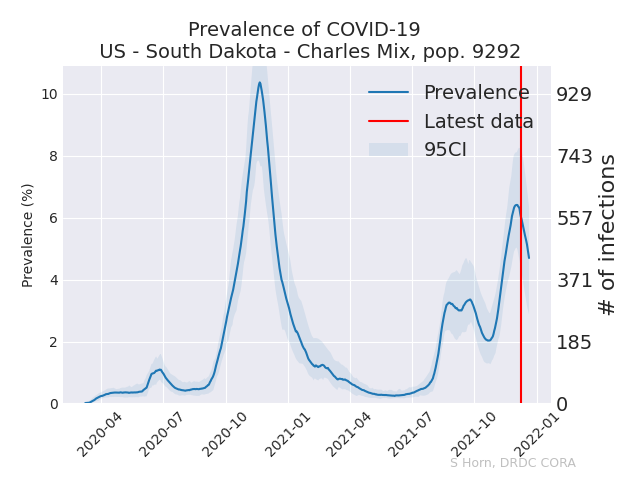 Prevalence of COVID-19
US - South Dakota - Charles Mix, pop. 9292
Prevalence
Latest data
95CI
Prevalence (%)
10
8
6
4
2
0
929
743
557
371
185
0
# of infections
2020-04
2020-07
2020-10
2021-01
2021-04
2021-07
2021-10
2022-01
S Horn, DRDC CORA